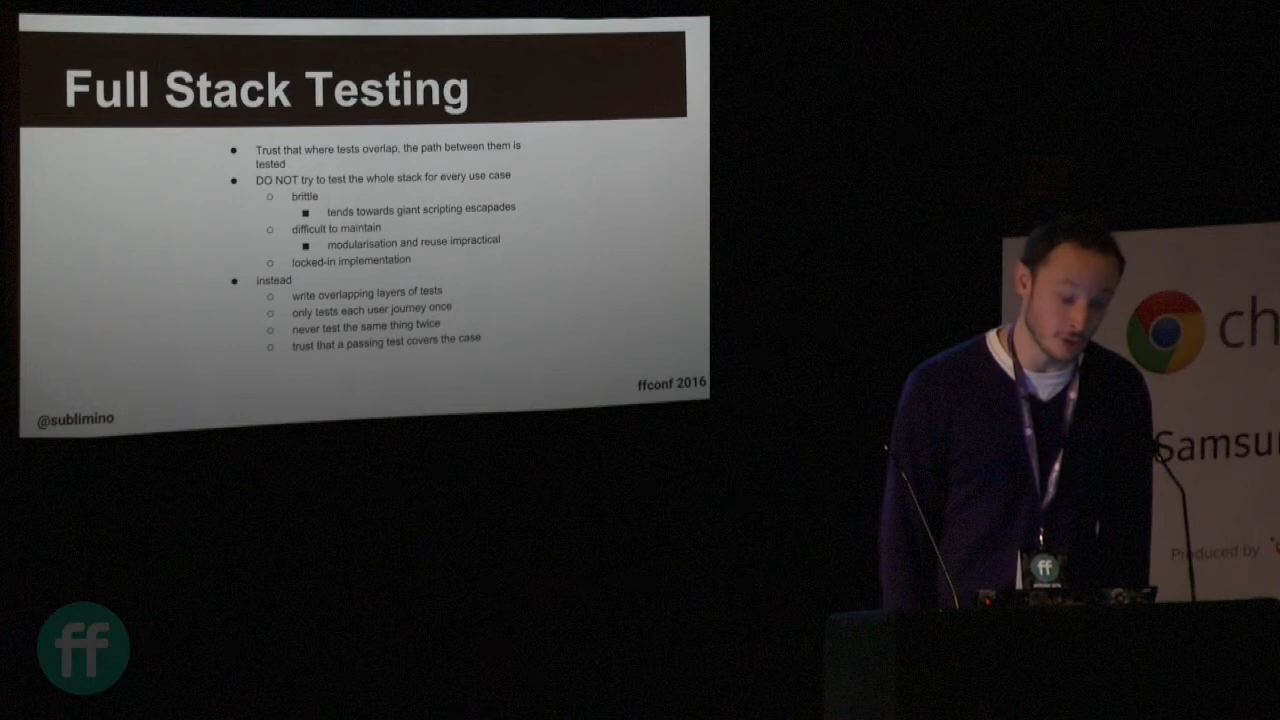 Full Stack Testing
Trust that where tests overlap, the path between them is
tested
DO NOT try to test the whole stack for every use case
brittle
tends towards giant scripting escapades
difficult to maintain
modularisation and reuse impractical
locked-in implementation
instead
write overlapping layers of tests
only tests each user journey once
never test the same thing twice
trust that a passing test covers the case
ffconf 2016
@sublimino
ch
Samsu
Produced by
ff
ff